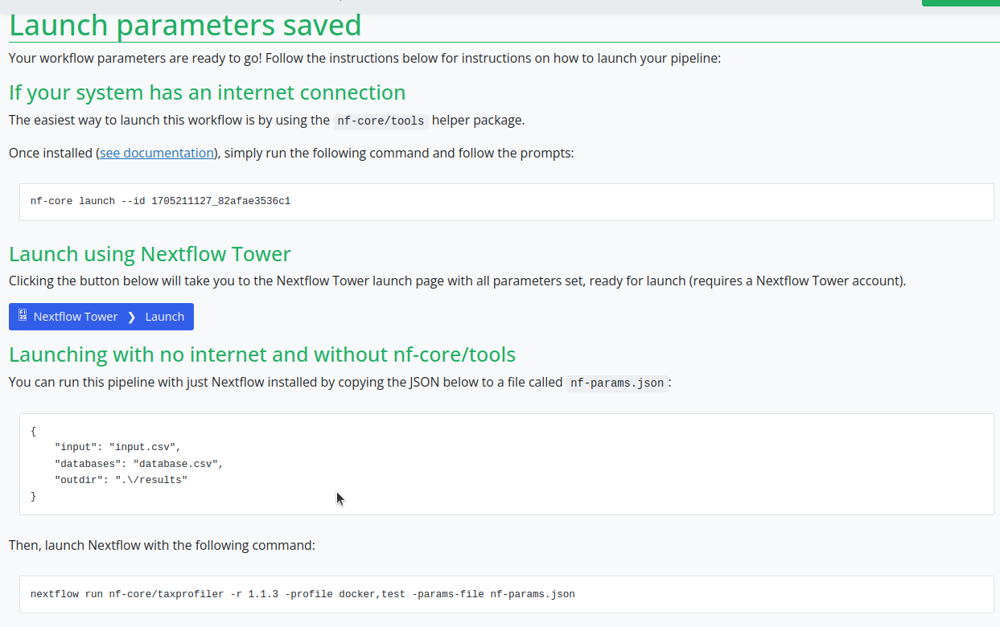 Launch parameters saved
Your workflow parameters are ready to go! Follow the instructions below for instructions on how to launch your pipeline:
If your system has an internet connection
The easiest way to launch this workflow is by using the nf-core/tools helper package.
Once installed (see documentation), simply run the following command and follow the prompts:
nf-core launch --id 1705211127_82afae3536c1
Launch using Nextflow Tower
Clicking the button below will take you to the Nextflow Tower launch page with all parameters set, ready for launch (requires a Nextflow Tower account).
Nextflow Tower ❯ Launch
Launching with no internet and without nf-core/tools
You can run this pipeline with just Nextflow installed by copying the JSON below to a file called nf-params.json:
{
    "input": "input.csv",
    "databases": "database.csv",
    "outdir": ".\/results"
}
Then, launch Nextflow with the following command:
nextflow run nf-core/taxprofiler -r 1.1.3 -profile docker,test -params-file nf-params.json